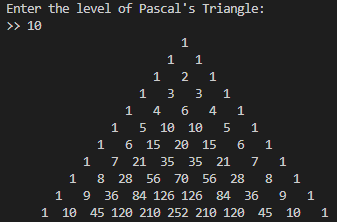 Enter the level of Pascal's Triangle:
>> 10
1
1 1
1 2 1
1 3 3 1
1 4 6 4 1
1 5 10 10 5 1
1 6 15 20 15 6 1
1 7 21 35 35 21 7 1
1 8 28 56 70 56 28 8 1
1 9 36 84 126 126 84 36 9 1
1 10 45 120 210 252 210 120 45 10 1